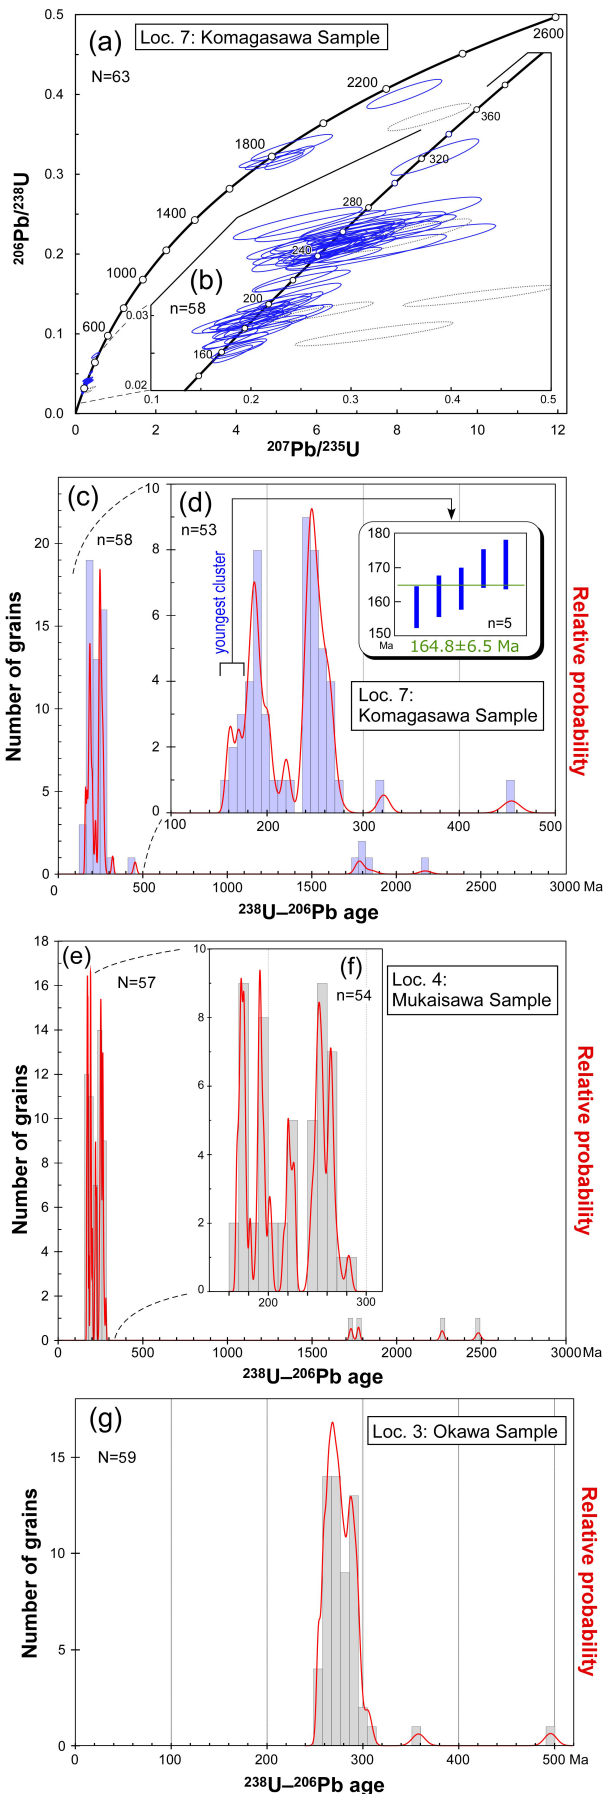 (a)
Loc. 7: Komagasawa Sample
N=63
0.5
0.4
0.3
0.2
0.1
0.0
206Pb/238U
2600
2200
1800
1400
1000
600
360
320
280
240
200
160
(b)
n=58
0.03
0.02
0.1
0.2
0.3
0.4
0.5
0
2
4
6
8
10
12
207Pb/235U
(c)
n=58
20
15
10
5
0
Number of grains
(d)
n=53
10
8
6
4
2
0
youngest cluster
180
170
160
150
Ma
n=5
164.8±6.5 Ma
Loc. 7:
Komagasawa Sample
100
200
300
400
500
Relative probability
0
500
1000
1500
2000
2500
3000 Ma
238U–206Pb age
(e)
N=57
18
16
14
12
10
8
6
4
2
0
Number of grains
(f)
n=54
10
8
6
4
2
0
200
300
Loc. 4:
Mukaisawa Sample
Relative probability
0
500
1000
1500
2000
2500
3000 Ma
238U–206Pb age
(g)
N=59
Loc. 3: Okawa Sample
15
10
5
0
Number of grains
Relative probability
0
100
200
300
400
500 Ma
238U–206Pb age